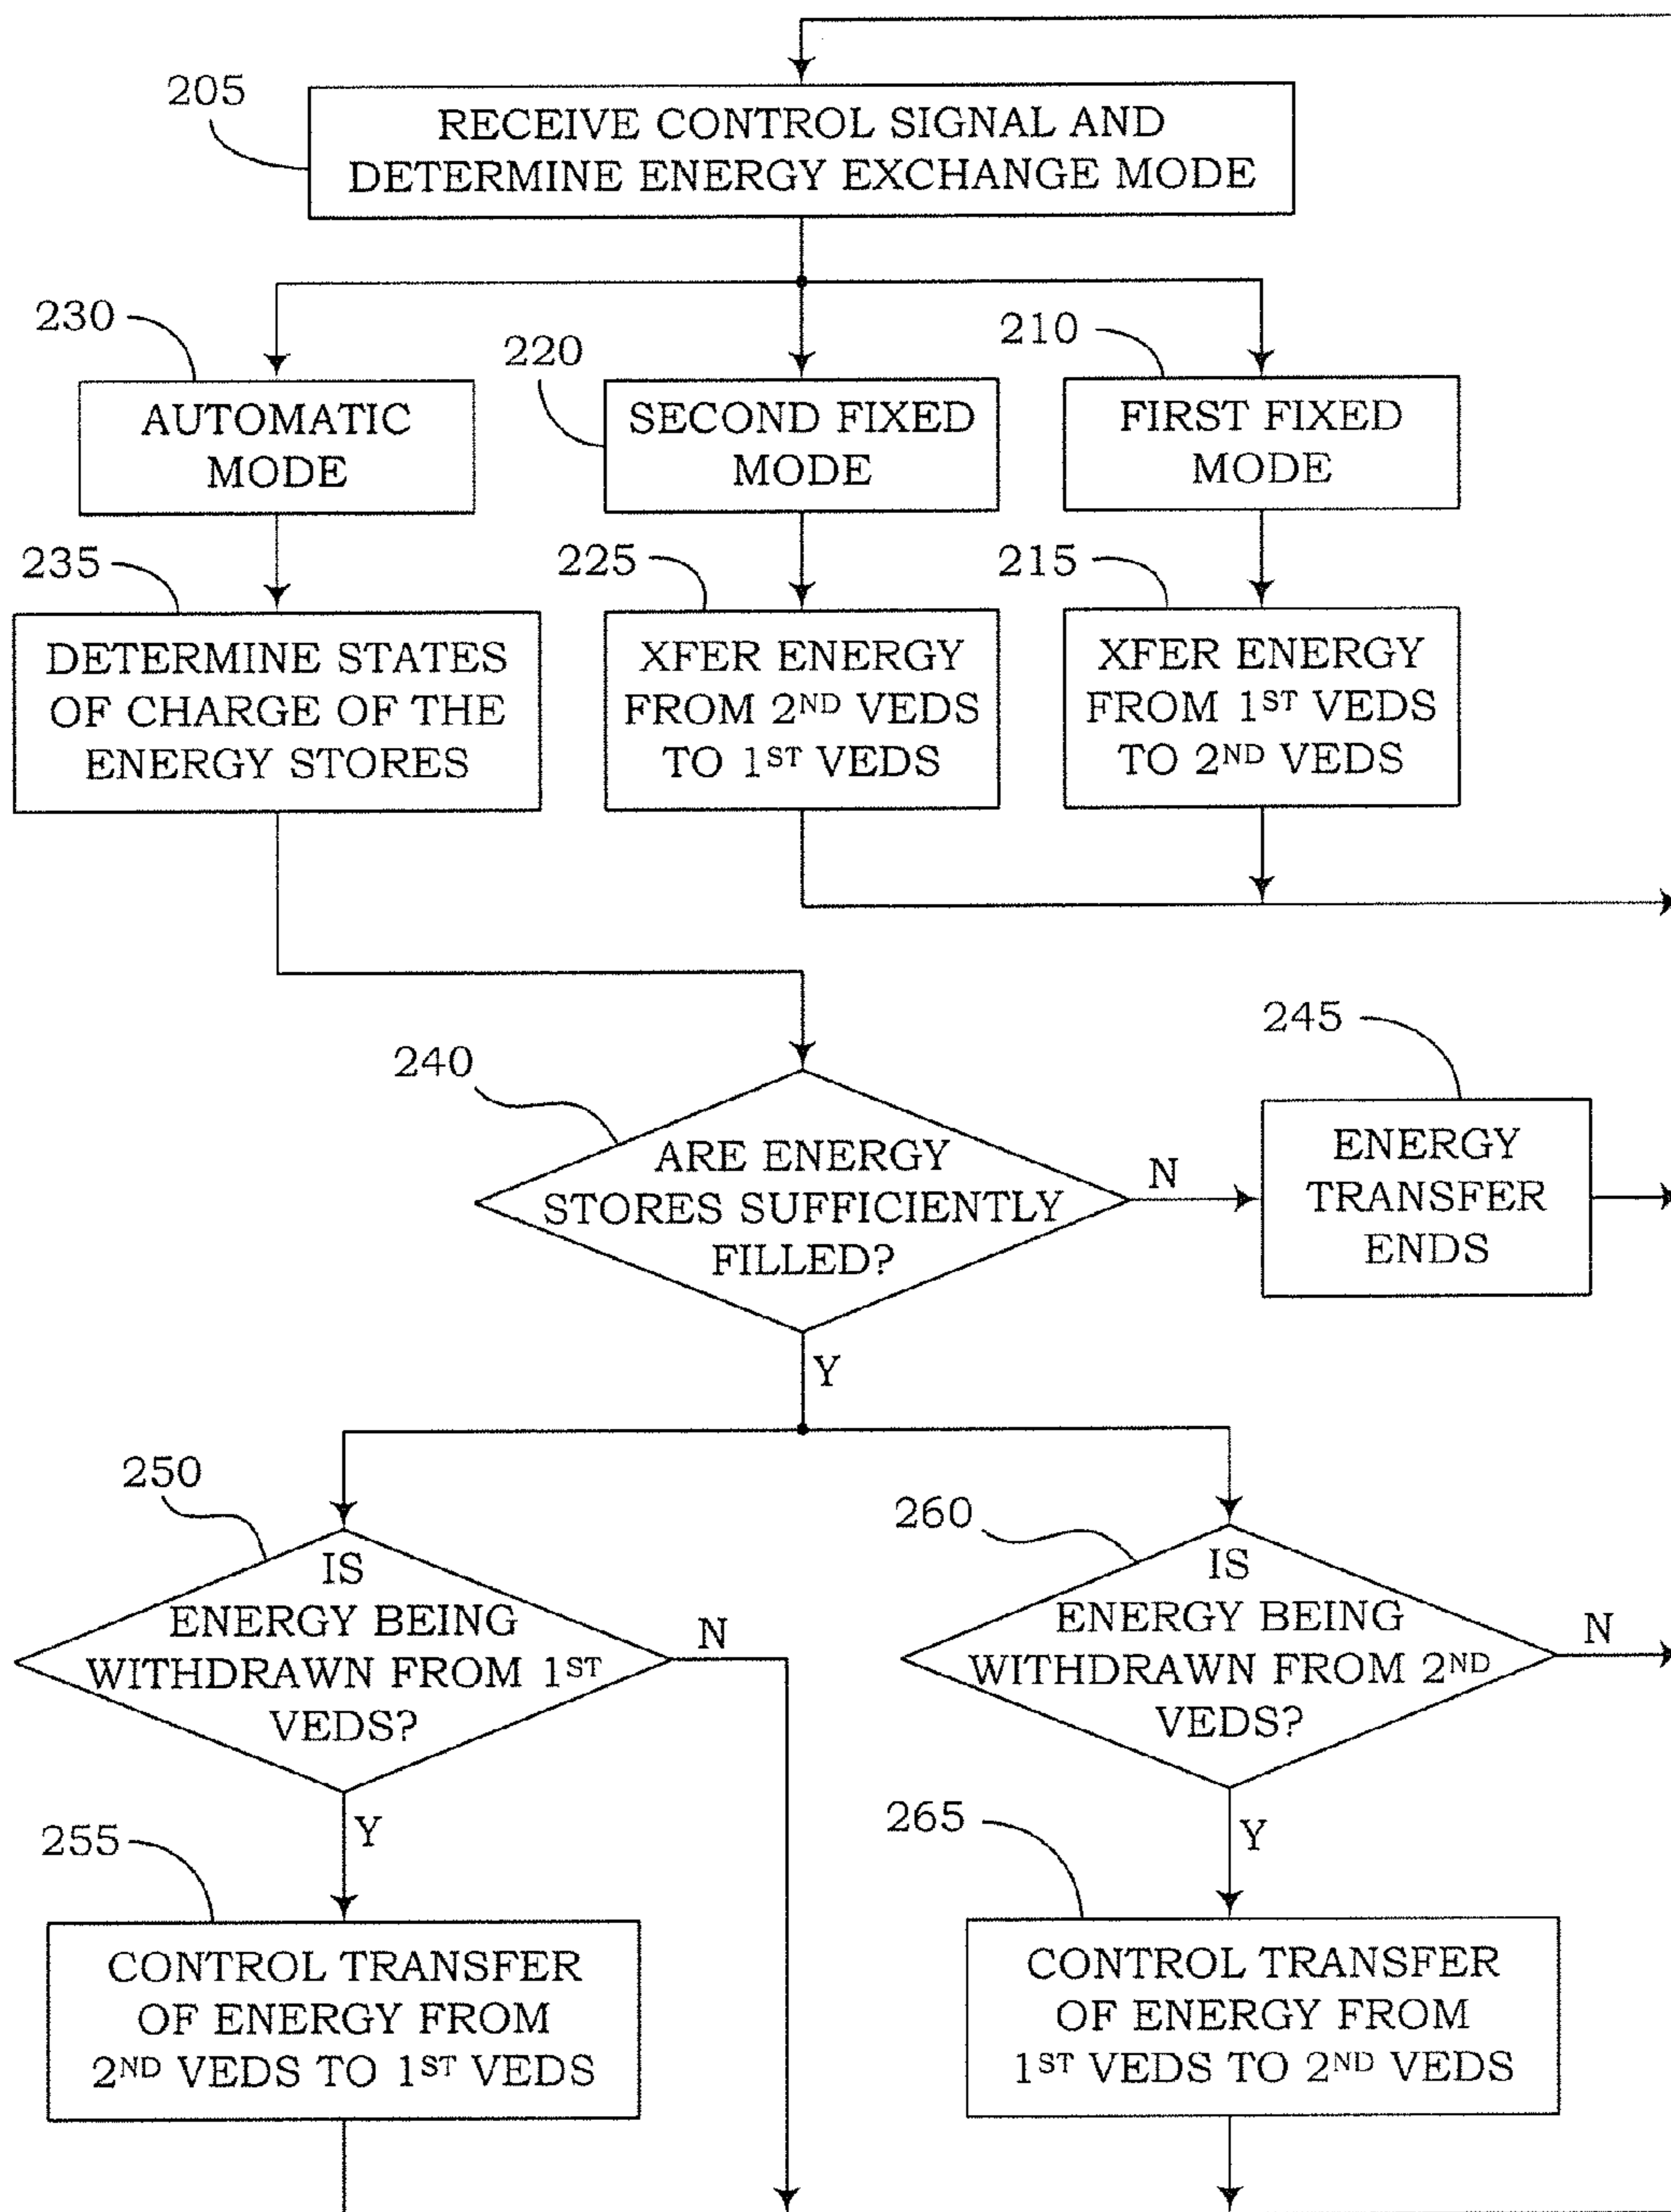 205
RECEIVE CONTROL SIGNAL AND
DETERMINE ENERGY EXCHANGE MODE
230
AUTOMATIC
MODE
220
SECOND FIXED
MODE
210
FIRST FIXED
MODE
235
DETERMINE STATES
OF CHARGE OF THE
ENERGY STORES
225
XFER ENERGY
FROM 2ND VEDS
TO 1ST VEDS
215
XFER ENERGY
FROM 1ST VEDS
TO 2ND VEDS
240
ARE ENERGY
STORES SUFFICIENTLY
FILLED?
N
Y
245
ENERGY
TRANSFER
ENDS
250
IS
ENERGY BEING
WITHDRAWN FROM 1ST
VEDS?
N
Y
260
IS
ENERGY BEING
WITHDRAWN FROM 2ND
VEDS?
N
Y
255
CONTROL TRANSFER
OF ENERGY FROM
2ND VEDS TO 1ST VEDS
265
CONTROL TRANSFER
OF ENERGY FROM
1ST VEDS TO 2ND VEDS